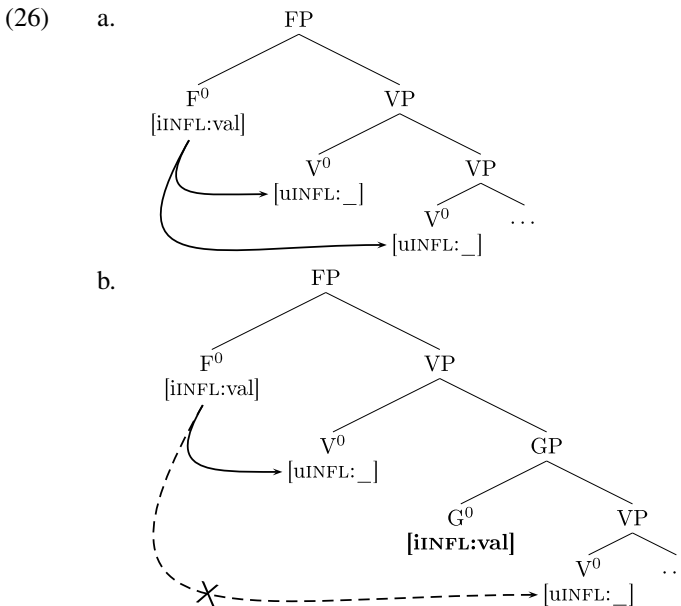 (26) a. FP
F⁰ VP
[iINFL:val]
V⁰ VP
[uINFL:_]
V⁰ ...
[uINFL:_]
b. FP
F⁰ VP
[iINFL:val]
V⁰ GP
[uINFL:_]
G⁰ VP
[iINFL:val]
V⁰ ..
[uINFL:_]